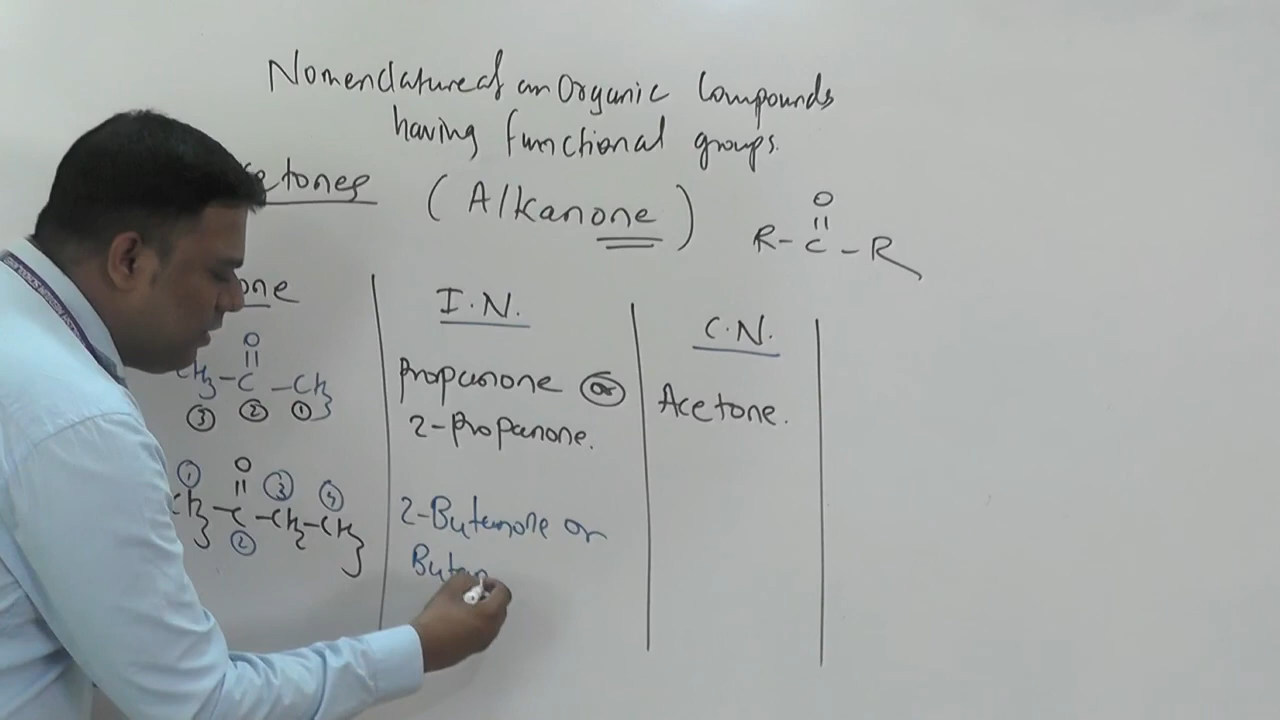 Nomenclature of an Organic Compounds
having functional groups.
etones (Alkanone)
O
||
R-C-R
one
I.N.
C.N.
O
||
CH3-C-CH3
③ ② ①
Propanone or
2-propanone.
Acetone.
① O ③ ④
||
CH3-C-CH2-CH3
②
2-Butanone or
Butan